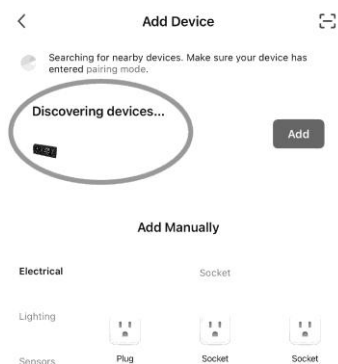 Add Device
Searching for nearby devices. Make sure your device has
entered pairing mode.
Discovering devices...
Add
Add Manually
Electrical
Socket
Lighting
Plug
Socket
Socket
Sensors